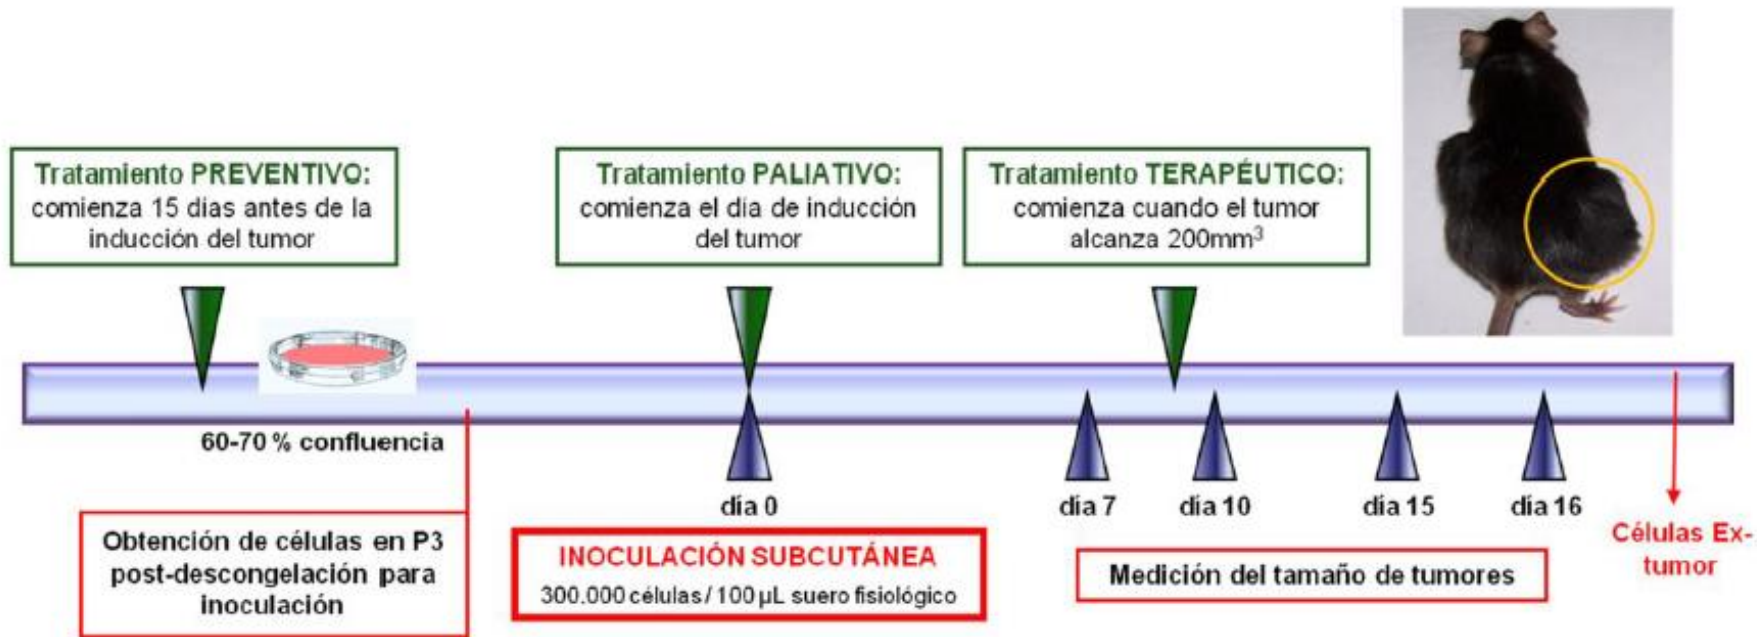 Tratamiento PREVENTIVO:
comienza 15 días antes de la
inducción del tumor
Tratamiento PALIATIVO:
comienza el día de inducción
del tumor
Tratamiento TERAPÉUTICO:
comienza cuando el tumor
alcanza 200mm³
60-70 % confluencia
Obtención de células en P3
post-descongelación para
inoculación
día 0
INOCULACIÓN SUBCUTÁNEA
300.000 células / 100 µL suero fisiológico
día 7
día 10
día 15
día 16
Medición del tamaño de tumores
Células Ex-
tumor